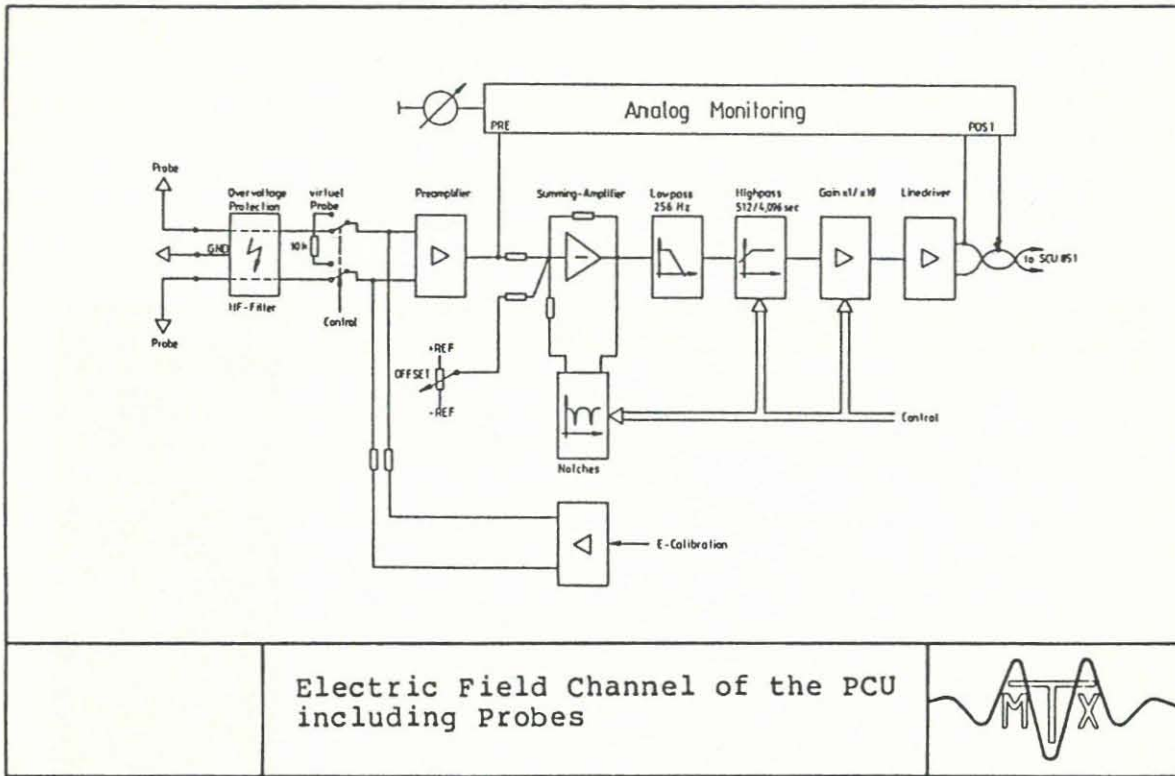 Analog Monitoring
PRE
POST
Probe
Overvoltage
Protection
virtuel
Probe
Preamplifier
Summing-Amplifier
Lowpass
256 Hz
Highpass
512/4,096 sec
Gain x1/x10
Linedriver
GND
10k
HF-Filter
Control
Probe
to SCU #51
+REF
OFFSET
-REF
Control
Notches
E-Calibration
Electric Field Channel of the PCU
including Probes
MTX